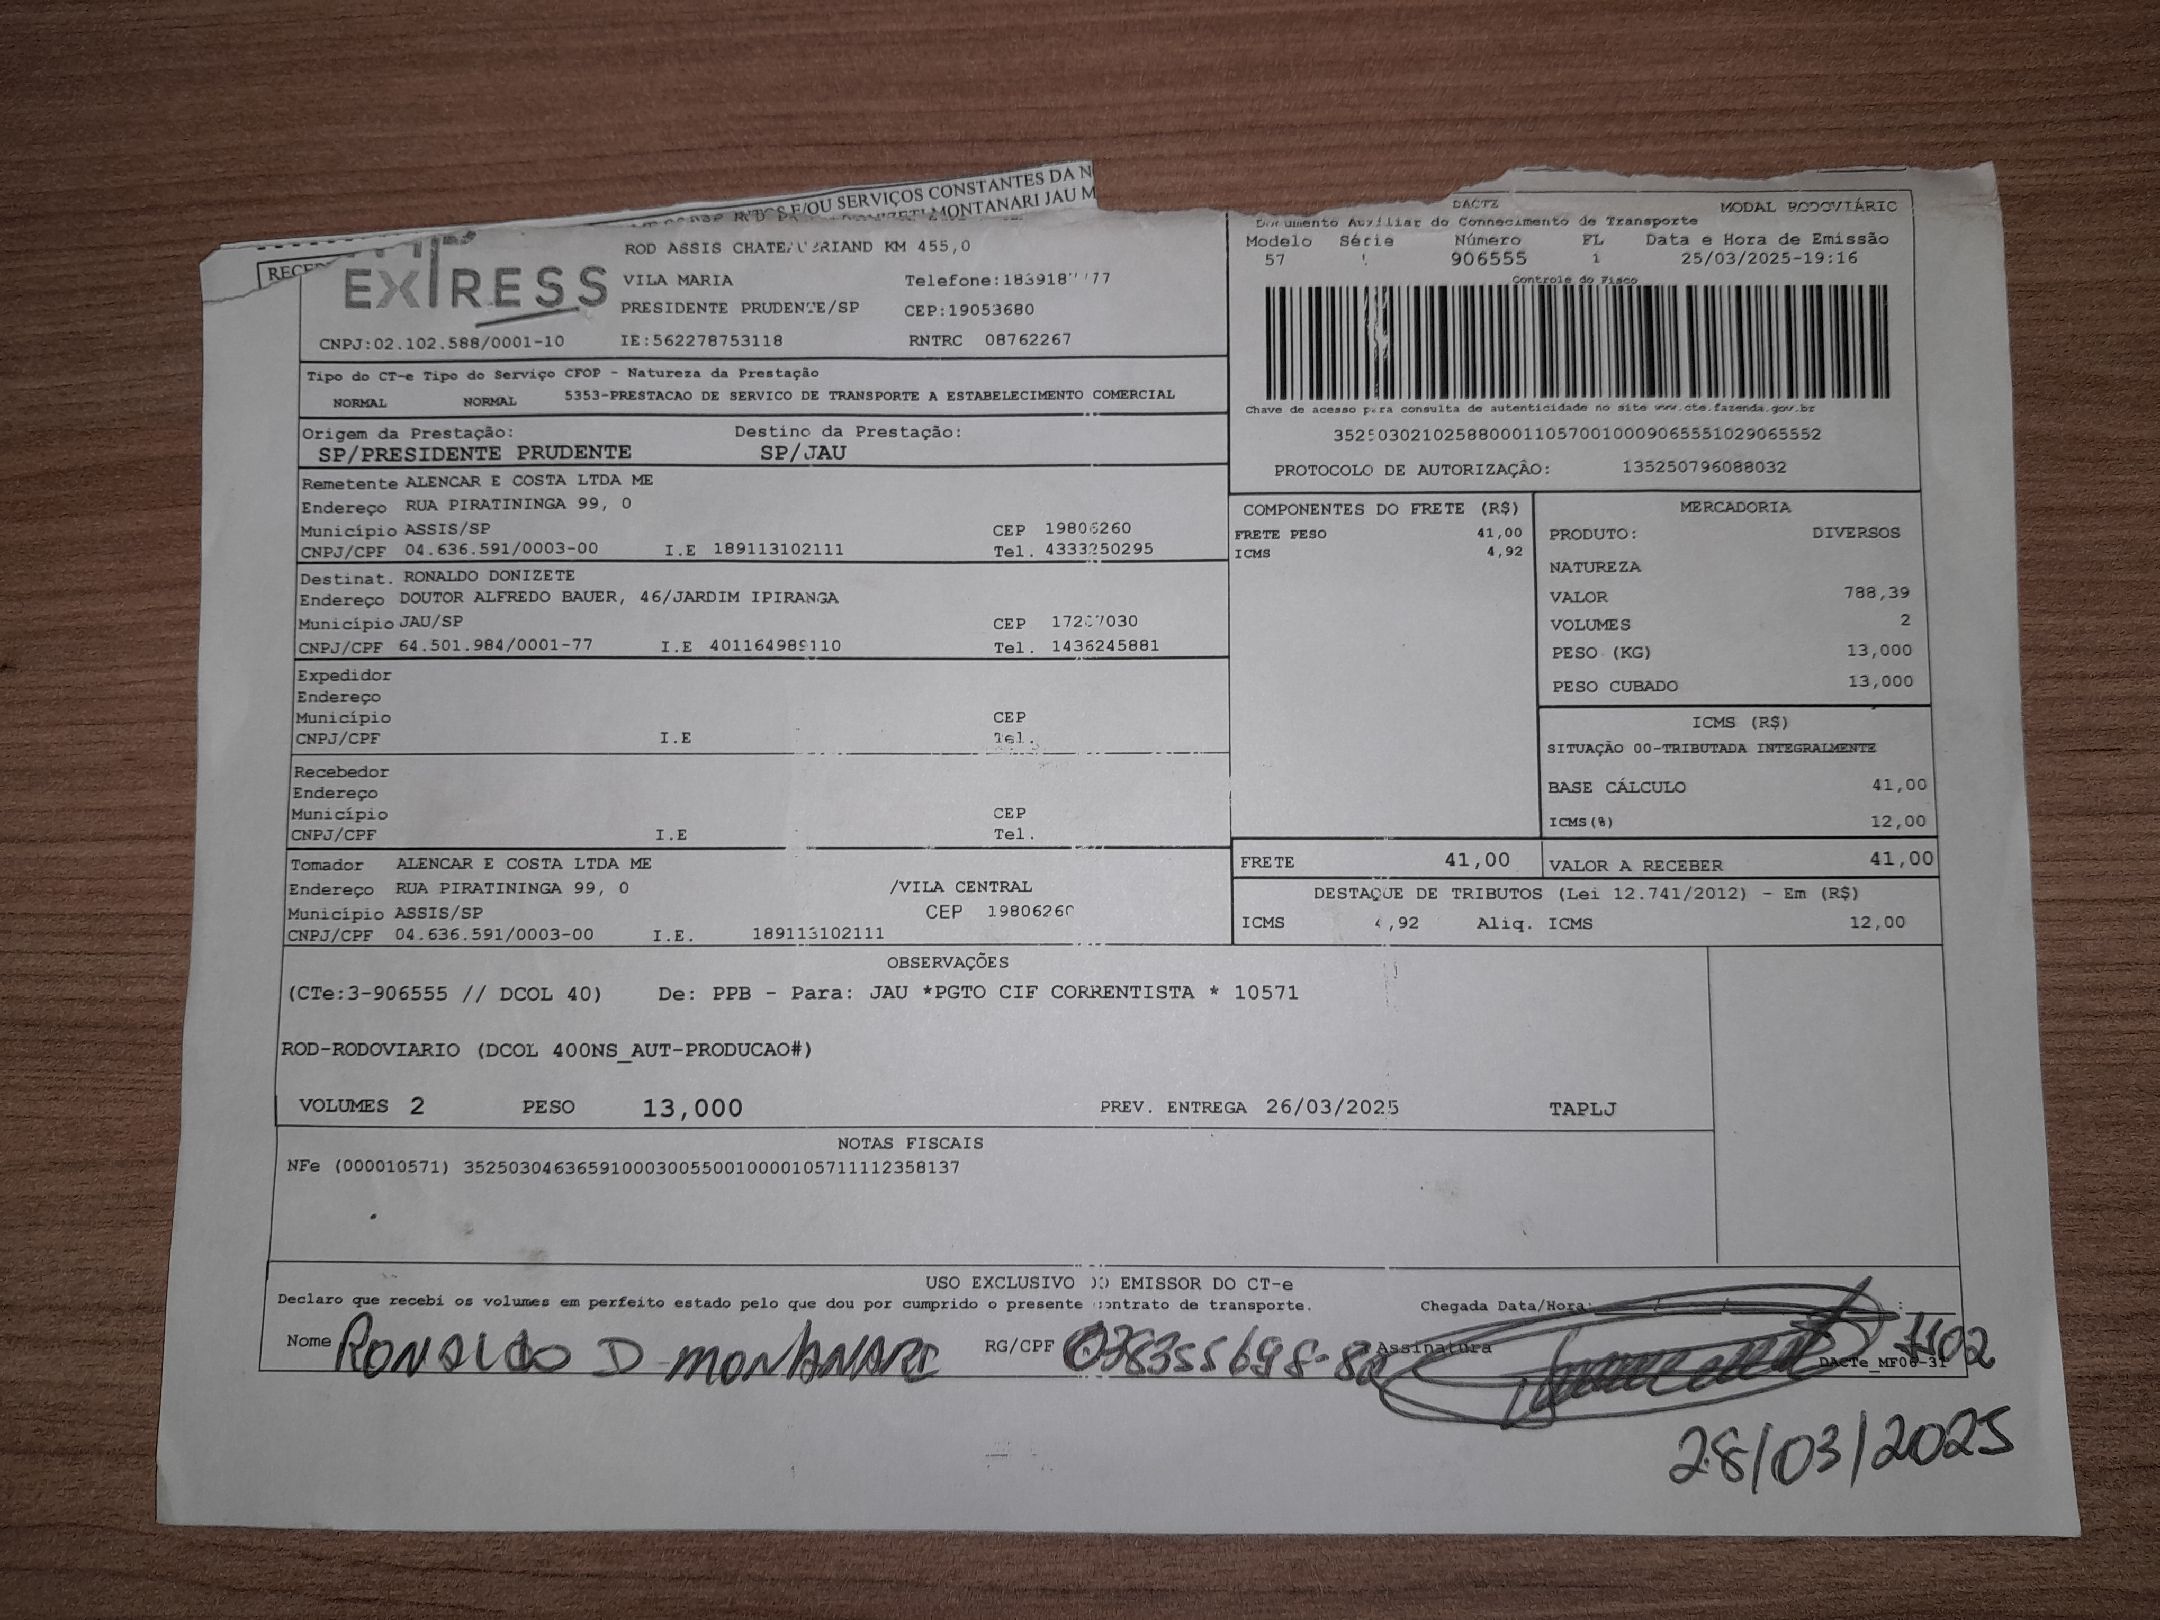 E/OU SERVIÇOS CONSTANTES DA N
MONTANARI JAU M
EXPRESS
ROD ASSIS CHATEAUBRIAND KM 455,0
VILA MARIA
PRESIDENTE PRUDENTE/SP CEP:19053680
CNPJ:02.102.588/0001-10 IE:562278753118 RNTRC 08762267
DACTE
MODAL RODOVIÁRIO
Documento Auxiliar do Connecimento de Transporte
Modelo Série Número FL Data e Hora de Emissão
57 906555 1 25/03/2025-19:16
Controle do Fisco
Chave de acesso para consulta de autenticidade no site www.cte.fazenda.gov.br
35250302102588000110570010009065551029065552
PROTOCOLO DE AUTORIZAÇÃO: 135250796088032
Tipo do CT-e Tipo do Serviço CFOP - Natureza da Prestação
NORMAL NORMAL 5353-PRESTACAO DE SERVICO DE TRANSPORTE A ESTABELECIMENTO COMERCIAL
Origem da Prestação: Destino da Prestação:
SP/PRESIDENTE PRUDENTE SP/JAU
Remetente ALENCAR E COSTA LTDA ME
Endereço RUA PIRATININGA 99, 0
Município ASSIS/SP CEP 19806260
CNPJ/CPF 04.636.591/0003-00 I.E 189113102111 Tel. 4333250295
Destinat. RONALDO DONIZETE
Endereço DOUTOR ALFREDO BAUER, 46/JARDIM IPIRANGA
Município JAU/SP CEP 17207030
CNPJ/CPF 64.501.984/0001-77 I.E 401164989110 Tel. 1436245881
Expedidor
Endereço
Município CEP
CNPJ/CPF I.E Tel.
Recebedor
Endereço
Município CEP
CNPJ/CPF I.E Tel.
Tomador ALENCAR E COSTA LTDA ME
Endereço RUA PIRATININGA 99, 0 /VILA CENTRAL
Município ASSIS/SP CEP 19806260
CNPJ/CPF 04.636.591/0003-00 I.E. 189113102111
COMPONENTES DO FRETE (R$)
FRETE PESO 41,00
ICMS 4,92
MERCADORIA
PRODUTO: DIVERSOS
NATUREZA
VALOR 788,39
VOLUMES 2
PESO (KG) 13,000
PESO CUBADO 13,000
ICMS (R$)
SITUAÇÃO 00-TRIBUTADA INTEGRALMENTE
BASE CÁLCULO 41,00
ICMS(%) 12,00
FRETE 41,00 VALOR A RECEBER 41,00
DESTAQUE DE TRIBUTOS (Lei 12.741/2012) - Em (R$)
ICMS 4,92 Aliq. ICMS 12,00
OBSERVAÇÕES
(CTe:3-906555 // DCOL 40) De: PPB - Para: JAU *PGTO CIF CORRENTISTA * 10571
ROD-RODOVIARIO (DCOL 400NS_AUT-PRODUCAO#)
VOLUMES 2 PESO 13,000 PREV. ENTREGA 26/03/2025 TAPLJ
NOTAS FISCAIS
NFe (000010571) 35250304636591000300550010000105711112358137
USO EXCLUSIVO DO EMISSOR DO CT-e
Declaro que recebi os volumes em perfeito estado pelo que dou por cumprido o presente contrato de transporte. Chegada Data/Hora:
Nome RONALDO D MONTANARI RG/CPF 038355698-82 Assinatura
DACTe_MF06-31
28/03/2025